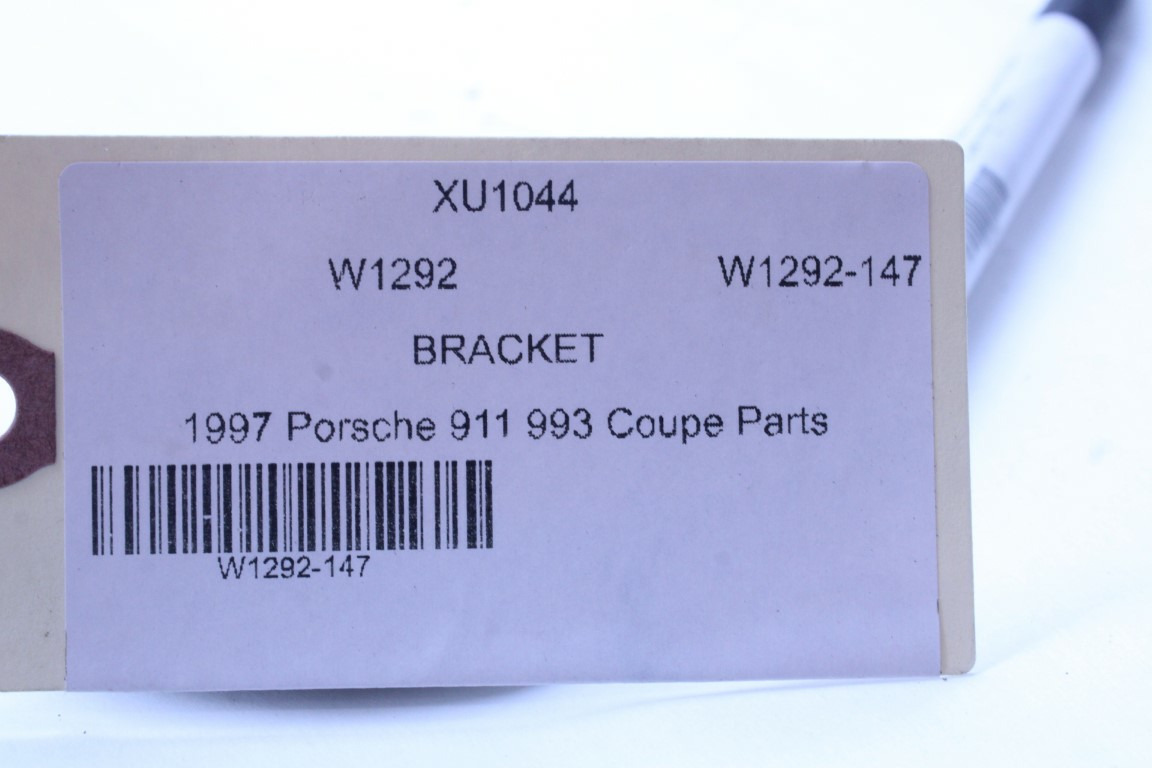 XU1044
W1292 W1292-147
BRACKET
1997 Porsche 911 993 Coupe Parts
W1292-147